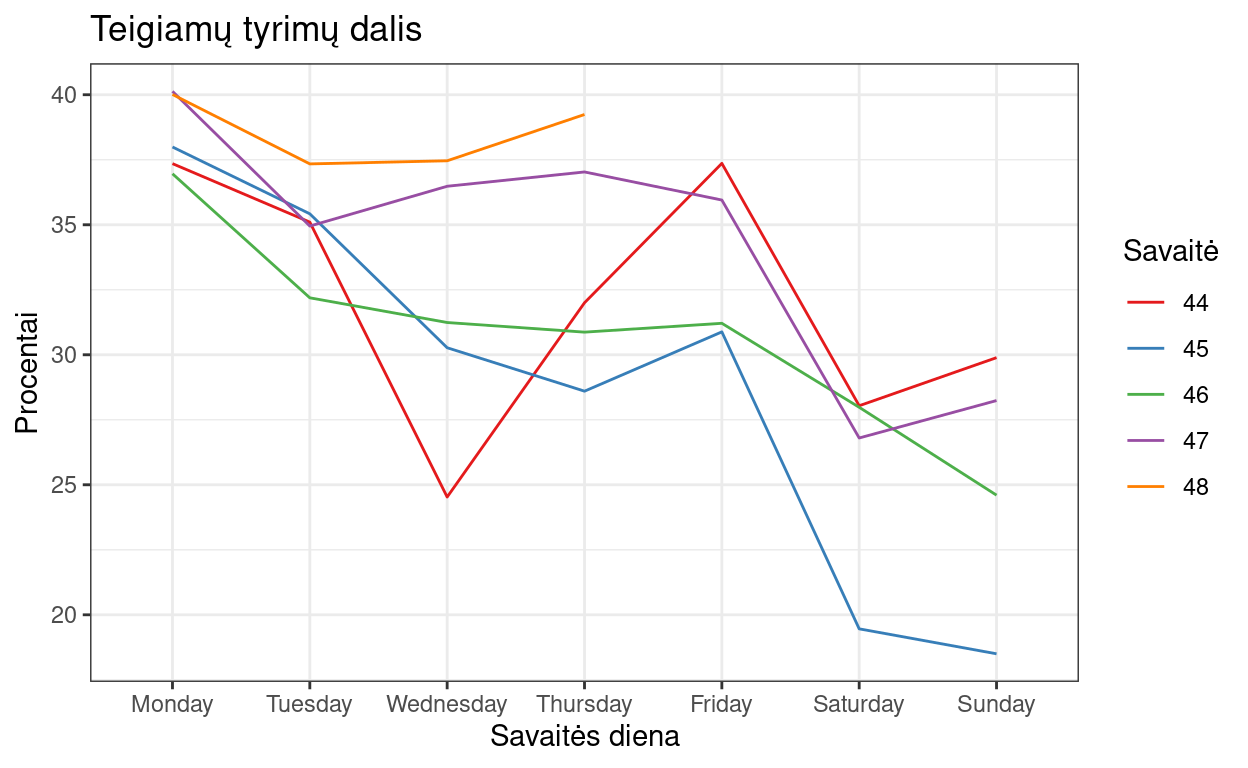 Teigiamų tyrimų dalis
Procentai
40
35
30
25
20
Monday Tuesday Wednesday Thursday Friday Saturday Sunday
Savaitės diena
Savaitė
44
45
46
47
48